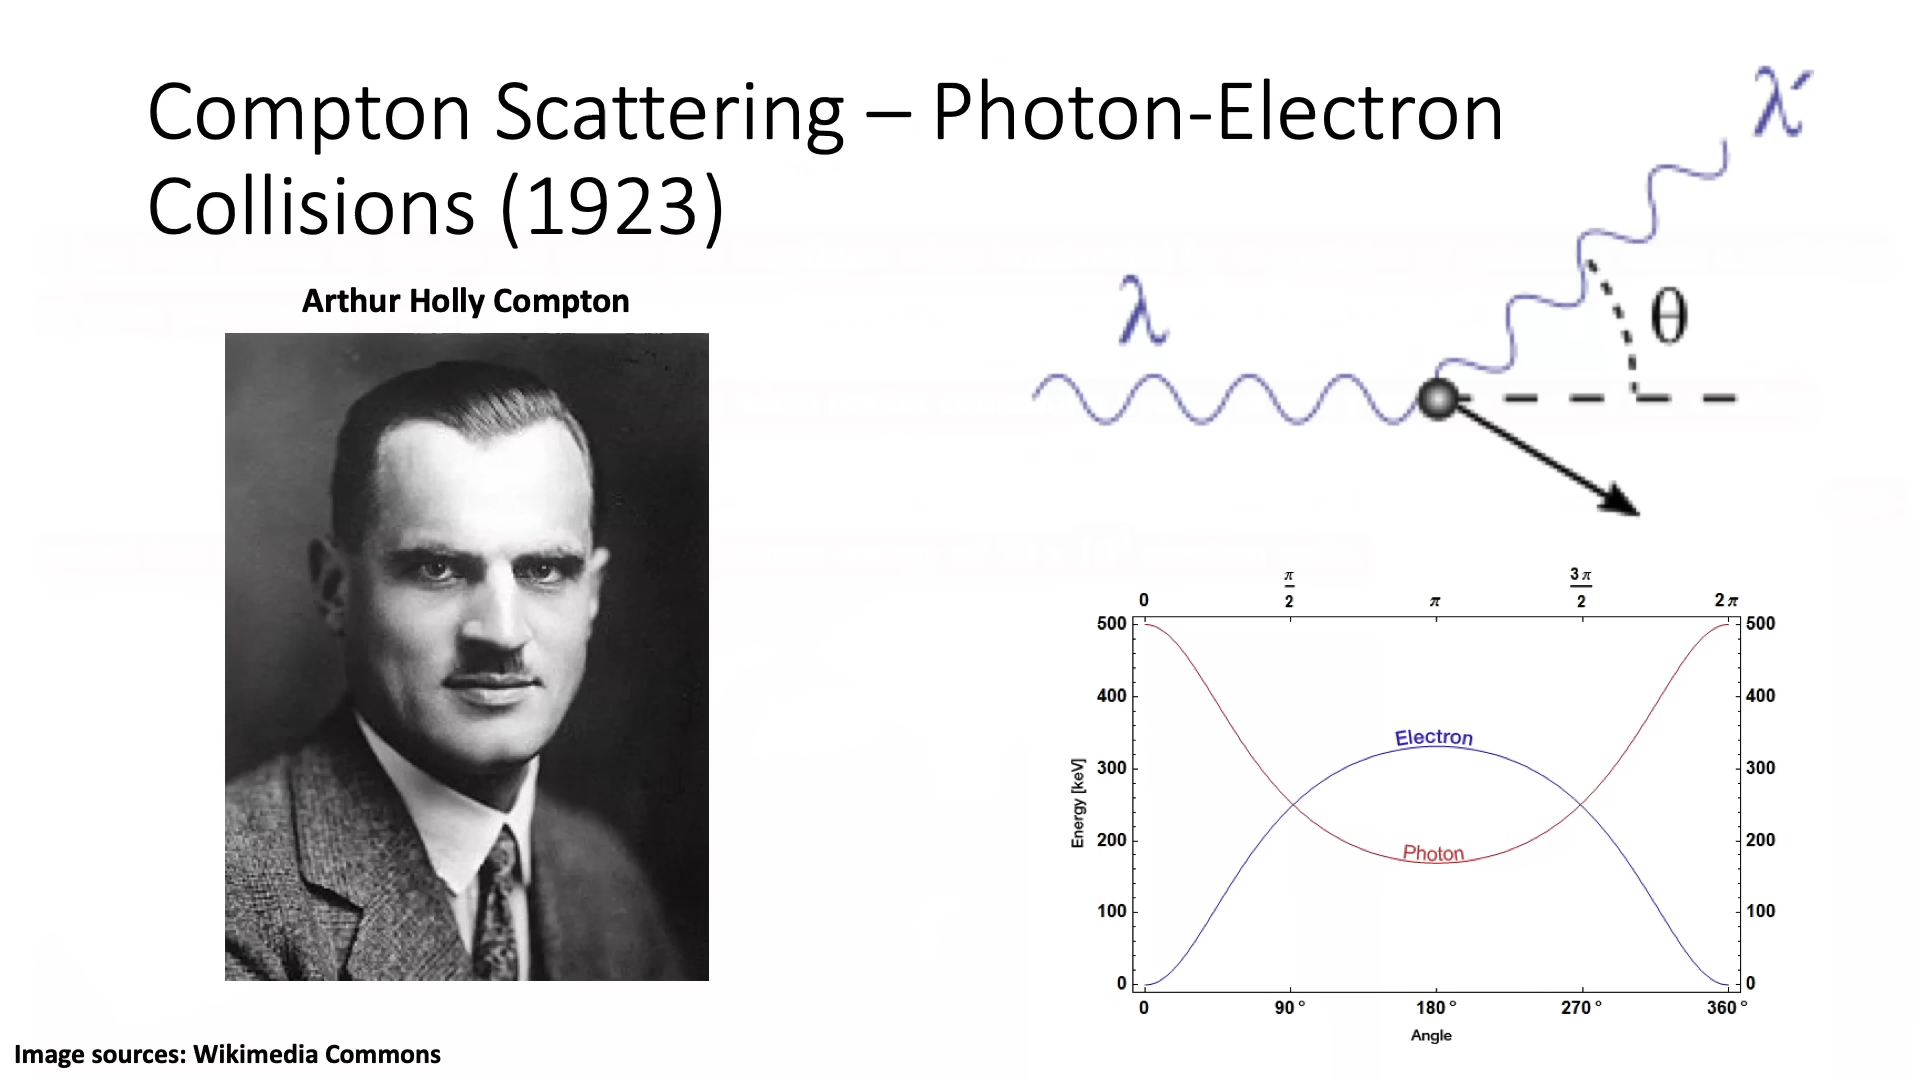 Compton Scattering – Photon-Electron
Collisions (1923)
Arthur Holly Compton
λ
λ′
θ
0 π/2 π 3π/2 2π
500 500
400 400
Electron
300 300
Energy [keV]
200 200
Photon
100 100
0 0
0 90° 180° 270° 360°
Angle
Image sources: Wikimedia Commons